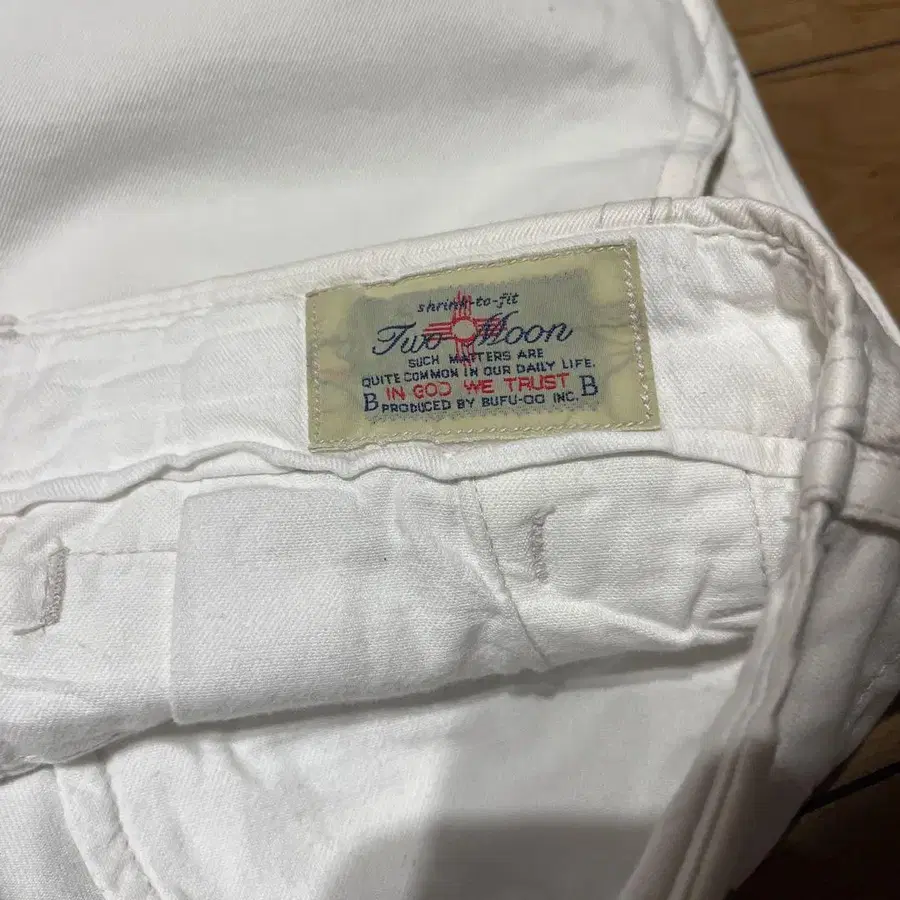 shrink-to-fit
Two Moon
SUCH MATTERS ARE
QUITE COMMON IN OUR DAILY LIFE.
B IN GOD WE TRUST B
PRODUCED BY BUFU-DO INC.